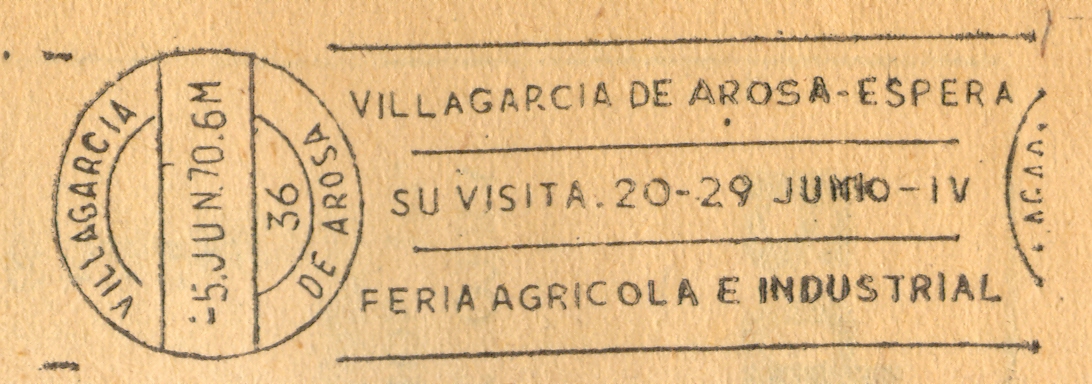 VILLAGARCIA
DE AROSA
-5.JUN.70.6M
36
VILLAGARCIA DE AROSA-ESPERA
SU VISITA. 20-29 JUNIO-IV
FERIA AGRICOLA E INDUSTRIAL